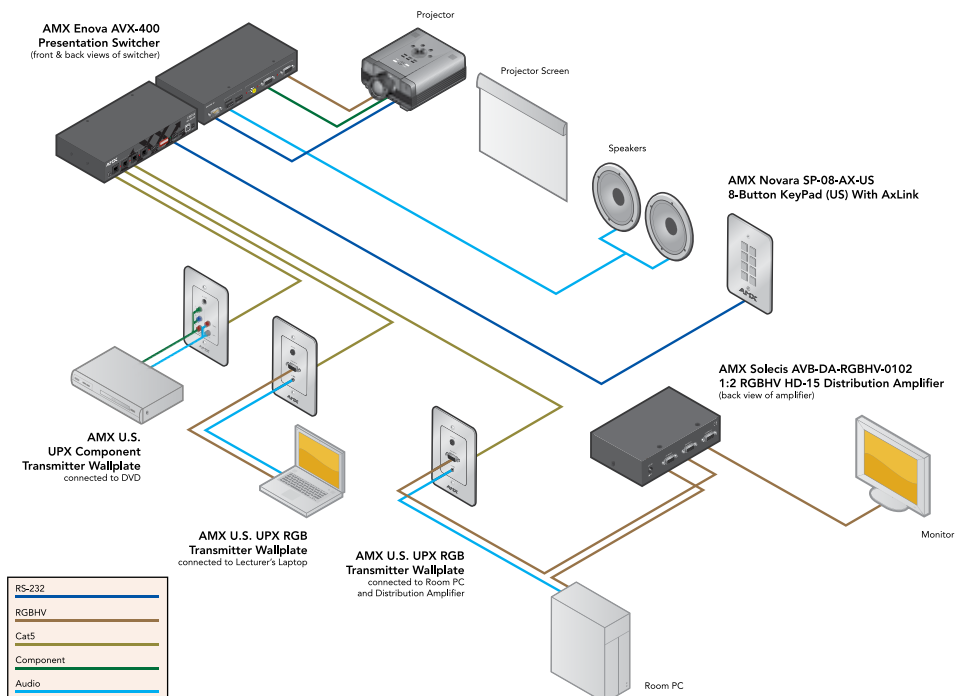 AMX Enova AVX-400
Presentation Switcher
(front & back views of switcher)
Projector
Projector Screen
Speakers
AMX Novara SP-08-AX-US
8-Button KeyPad (US) With AxLink
AMX
AMX
AMX Solecis AVB-DA-RGBHV-0102
1:2 RGBHV HD-15 Distribution Amplifier
(back view of amplifier)
Monitor
AMX U.S.
UPX Component
Transmitter Wallplate
connected to DVD
AMX U.S. UPX RGB
Transmitter Wallplate
connected to Lecturer's Laptop
AMX U.S. UPX RGB
Transmitter Wallplate
connected to Room PC
and Distribution Amplifier
Room PC
RS-232
RGBHV
Cat5
Component
Audio